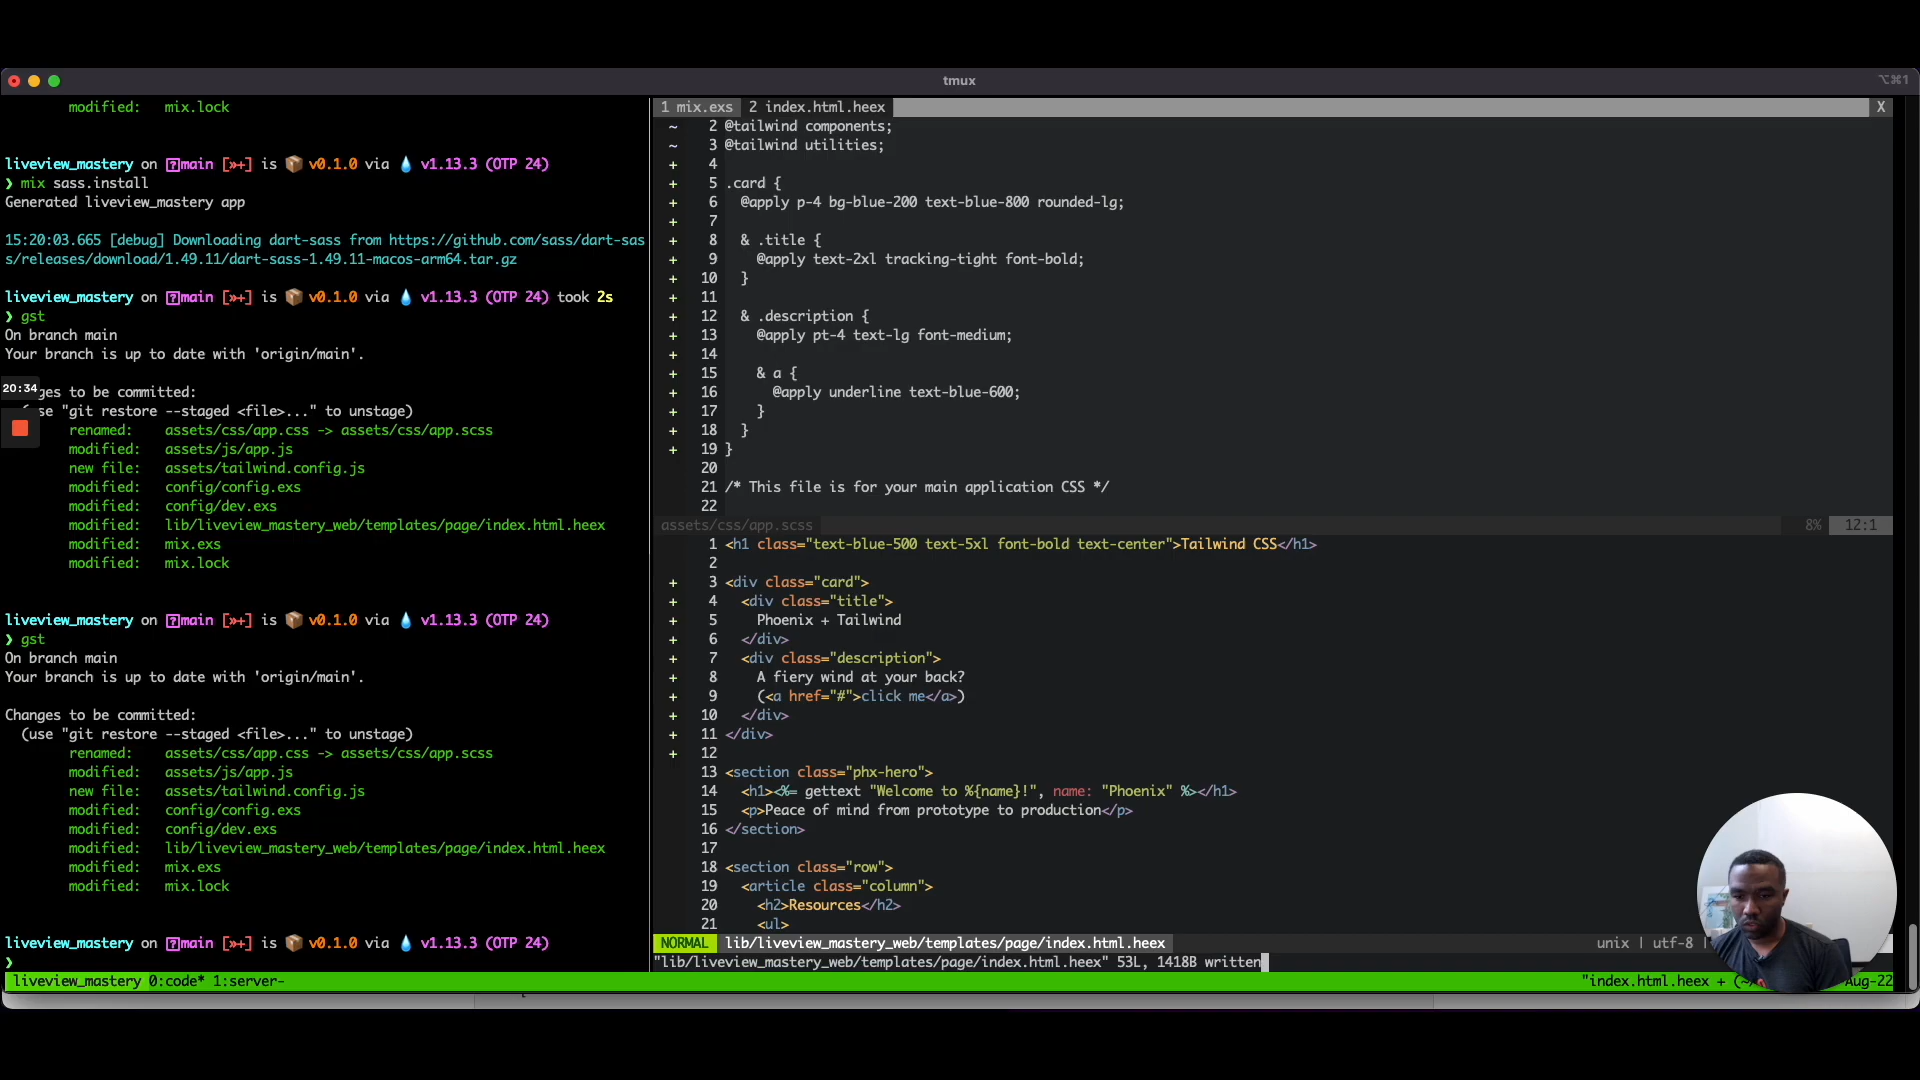 tmux
⌥⌘1
modified:   mix.lock
liveview_mastery on main [»+] is 📦 v0.1.0 via 💧 v1.13.3 (OTP 24)
❯ mix sass.install
Generated liveview_mastery app
15:20:03.665 [debug] Downloading dart-sass from https://github.com/sass/dart-sas
s/releases/download/1.49.11/dart-sass-1.49.11-macos-arm64.tar.gz
liveview_mastery on main [»+] is 📦 v0.1.0 via 💧 v1.13.3 (OTP 24) took 2s
❯ gst
On branch main
Your branch is up to date with 'origin/main'.
20:34
ges to be committed:
se "git restore --staged <file>..." to unstage)
renamed:    assets/css/app.css -> assets/css/app.scss
modified:   assets/js/app.js
new file:   assets/tailwind.config.js
modified:   config/config.exs
modified:   config/dev.exs
modified:   lib/liveview_mastery_web/templates/page/index.html.heex
modified:   mix.exs
modified:   mix.lock
liveview_mastery on main [»+] is 📦 v0.1.0 via 💧 v1.13.3 (OTP 24)
❯ gst
On branch main
Your branch is up to date with 'origin/main'.
Changes to be committed:
(use "git restore --staged <file>..." to unstage)
renamed:    assets/css/app.css -> assets/css/app.scss
modified:   assets/js/app.js
new file:   assets/tailwind.config.js
modified:   config/config.exs
modified:   config/dev.exs
modified:   lib/liveview_mastery_web/templates/page/index.html.heex
modified:   mix.exs
modified:   mix.lock
liveview_mastery on main [»+] is 📦 v0.1.0 via 💧 v1.13.3 (OTP 24)
❯
1 mix.exs  2 index.html.heex X
~ 2 @tailwind components;
~ 3 @tailwind utilities;
+ 4
+ 5 .card {
+ 6   @apply p-4 bg-blue-200 text-blue-800 rounded-lg;
+ 7
+ 8   & .title {
+ 9     @apply text-2xl tracking-tight font-bold;
+ 10   }
+ 11
+ 12   & .description {
+ 13     @apply pt-4 text-lg font-medium;
+ 14
+ 15     & a {
+ 16       @apply underline text-blue-600;
+ 17     }
+ 18   }
+ 19 }
20
21 /* This file is for your main application CSS */
22
assets/css/app.scss 8% 12:1
1 <h1 class="text-blue-500 text-5xl font-bold text-center">Tailwind CSS</h1>
2
+ 3 <div class="card">
+ 4   <div class="title">
+ 5     Phoenix + Tailwind
+ 6   </div>
+ 7   <div class="description">
+ 8     A fiery wind at your back?
+ 9     (<a href="#">click me</a>)
+ 10   </div>
+ 11 </div>
+ 12
13 <section class="phx-hero">
14   <h1><%= gettext "Welcome to %{name}!", name: "Phoenix" %></h1>
15   <p>Peace of mind from prototype to production</p>
16 </section>
17
18 <section class="row">
19   <article class="column">
20     <h2>Resources</h2>
21     <ul>
NORMAL lib/liveview_mastery_web/templates/page/index.html.heex unix | utf-8 |
"lib/liveview_mastery_web/templates/page/index.html.heex" 53L, 1418B written
liveview_mastery 0:code* 1:server- "index.html.heex + (~/ Aug-22